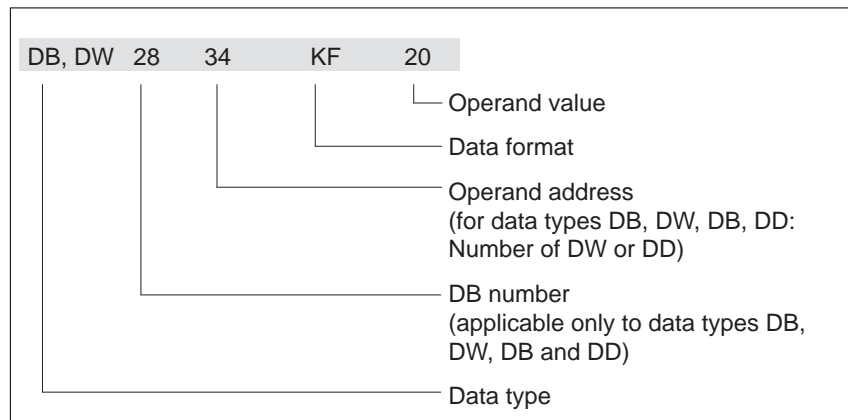 DB, DW 28 34 KF 20
Operand value
Data format
Operand address
(for data types DB, DW, DB, DD:
Number of DW or DD)
DB number
(applicable only to data types DB,
DW, DB and DD)
Data type